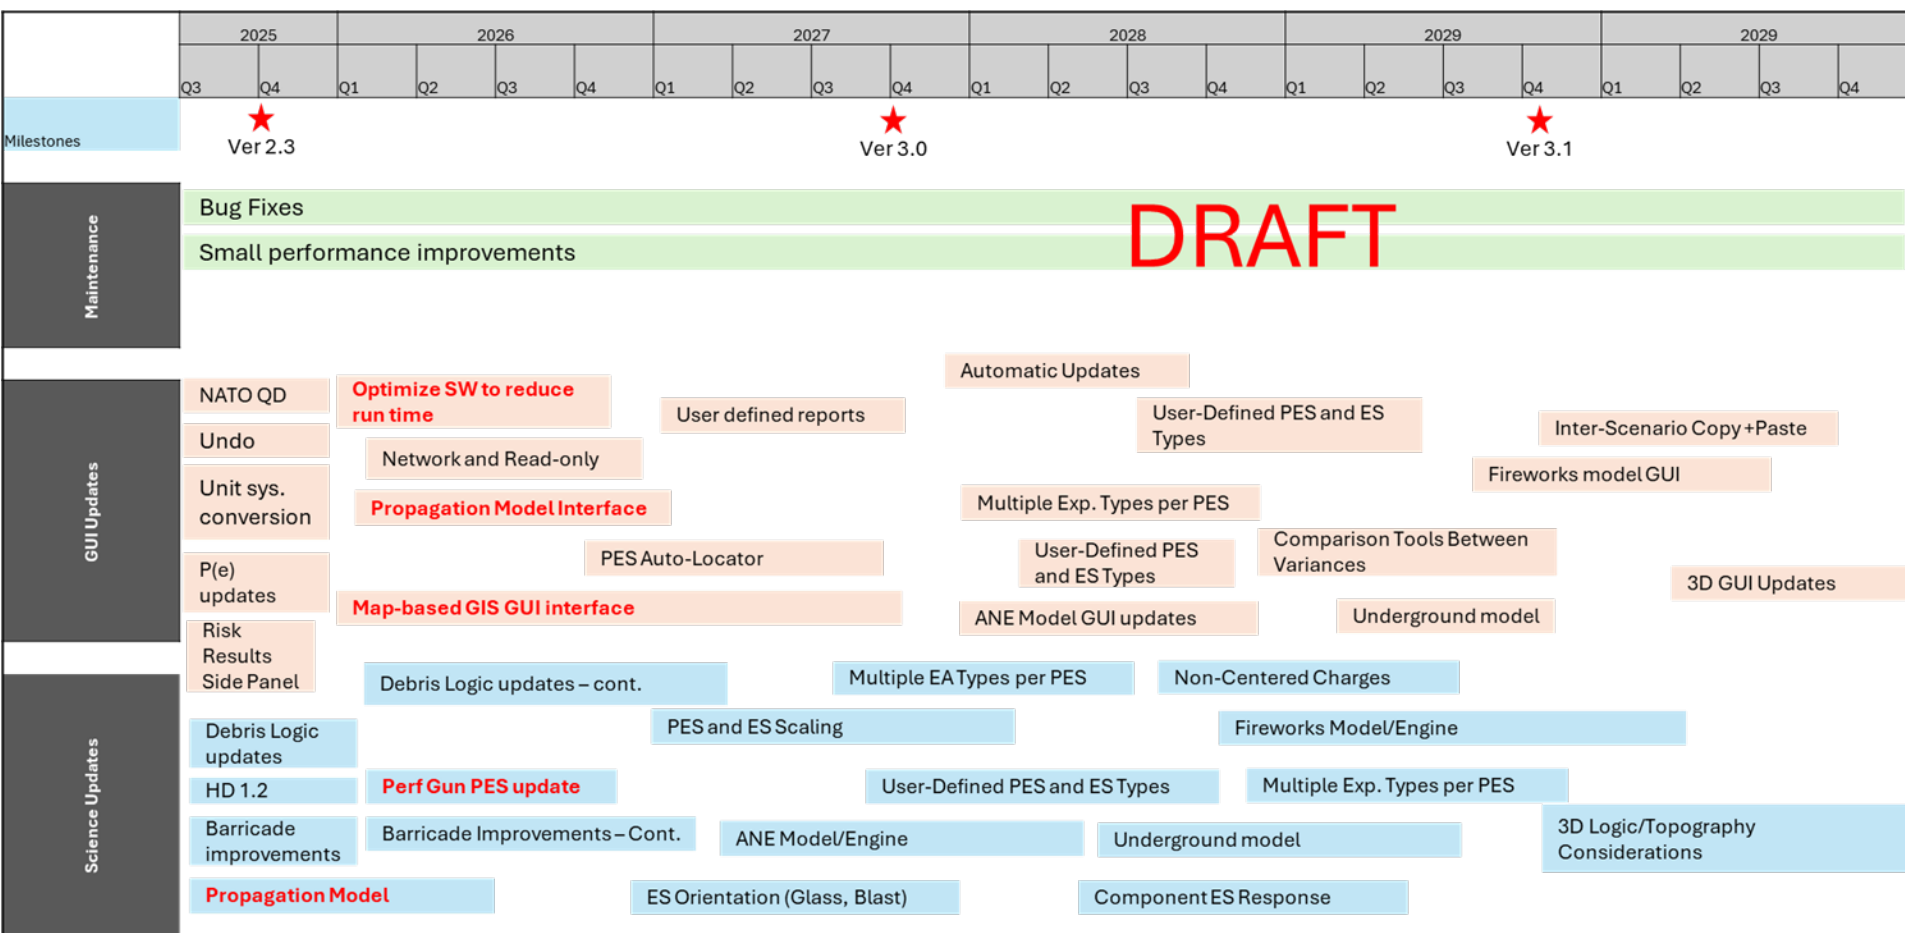 2025 2026 2027 2028 2029 2029
Q3 Q4 Q1 Q2 Q3 Q4 Q1 Q2 Q3 Q4 Q1 Q2 Q3 Q4 Q1 Q2 Q3 Q4 Q1 Q2 Q3 Q4
Milestones
Ver 2.3
Ver 3.0
Ver 3.1
Maintenance
Bug Fixes
Small performance improvements
DRAFT
GUI Updates
NATO QD
Undo
Unit sys.
conversion
P(e)
updates
Risk
Results
Side Panel
Optimize SW to reduce
run time
Network and Read-only
Propagation Model Interface
PES Auto-Locator
Map-based GIS GUI interface
User defined reports
Automatic Updates
User-Defined PES and ES
Types
Multiple Exp. Types per PES
User-Defined PES
and ES Types
ANE Model GUI updates
Comparison Tools Between
Variances
Underground model
Inter-Scenario Copy+Paste
Fireworks model GUI
3D GUI Updates
Science Updates
Debris Logic
updates
HD 1.2
Barricade
improvements
Propagation Model
Debris Logic updates – cont.
Perf Gun PES update
Barricade Improvements – Cont.
Multiple EA Types per PES
PES and ES Scaling
User-Defined PES and ES Types
ANE Model/Engine
ES Orientation (Glass, Blast)
Non-Centered Charges
Fireworks Model/Engine
Multiple Exp. Types per PES
Underground model
Component ES Response
3D Logic/Topography
Considerations